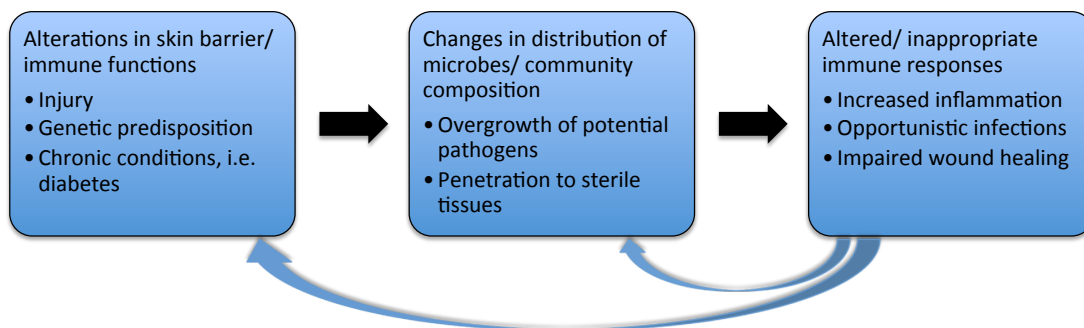 Alterations in skin barrier/
immune functions
• Injury
• Genetic predisposition
• Chronic conditions, i.e.
diabetes
Changes in distribution of
microbes/ community
composition
• Overgrowth of potential
pathogens
• Penetration to sterile
tissues
Altered/ inappropriate
immune responses
• Increased inflammation
• Opportunistic infections
• Impaired wound healing